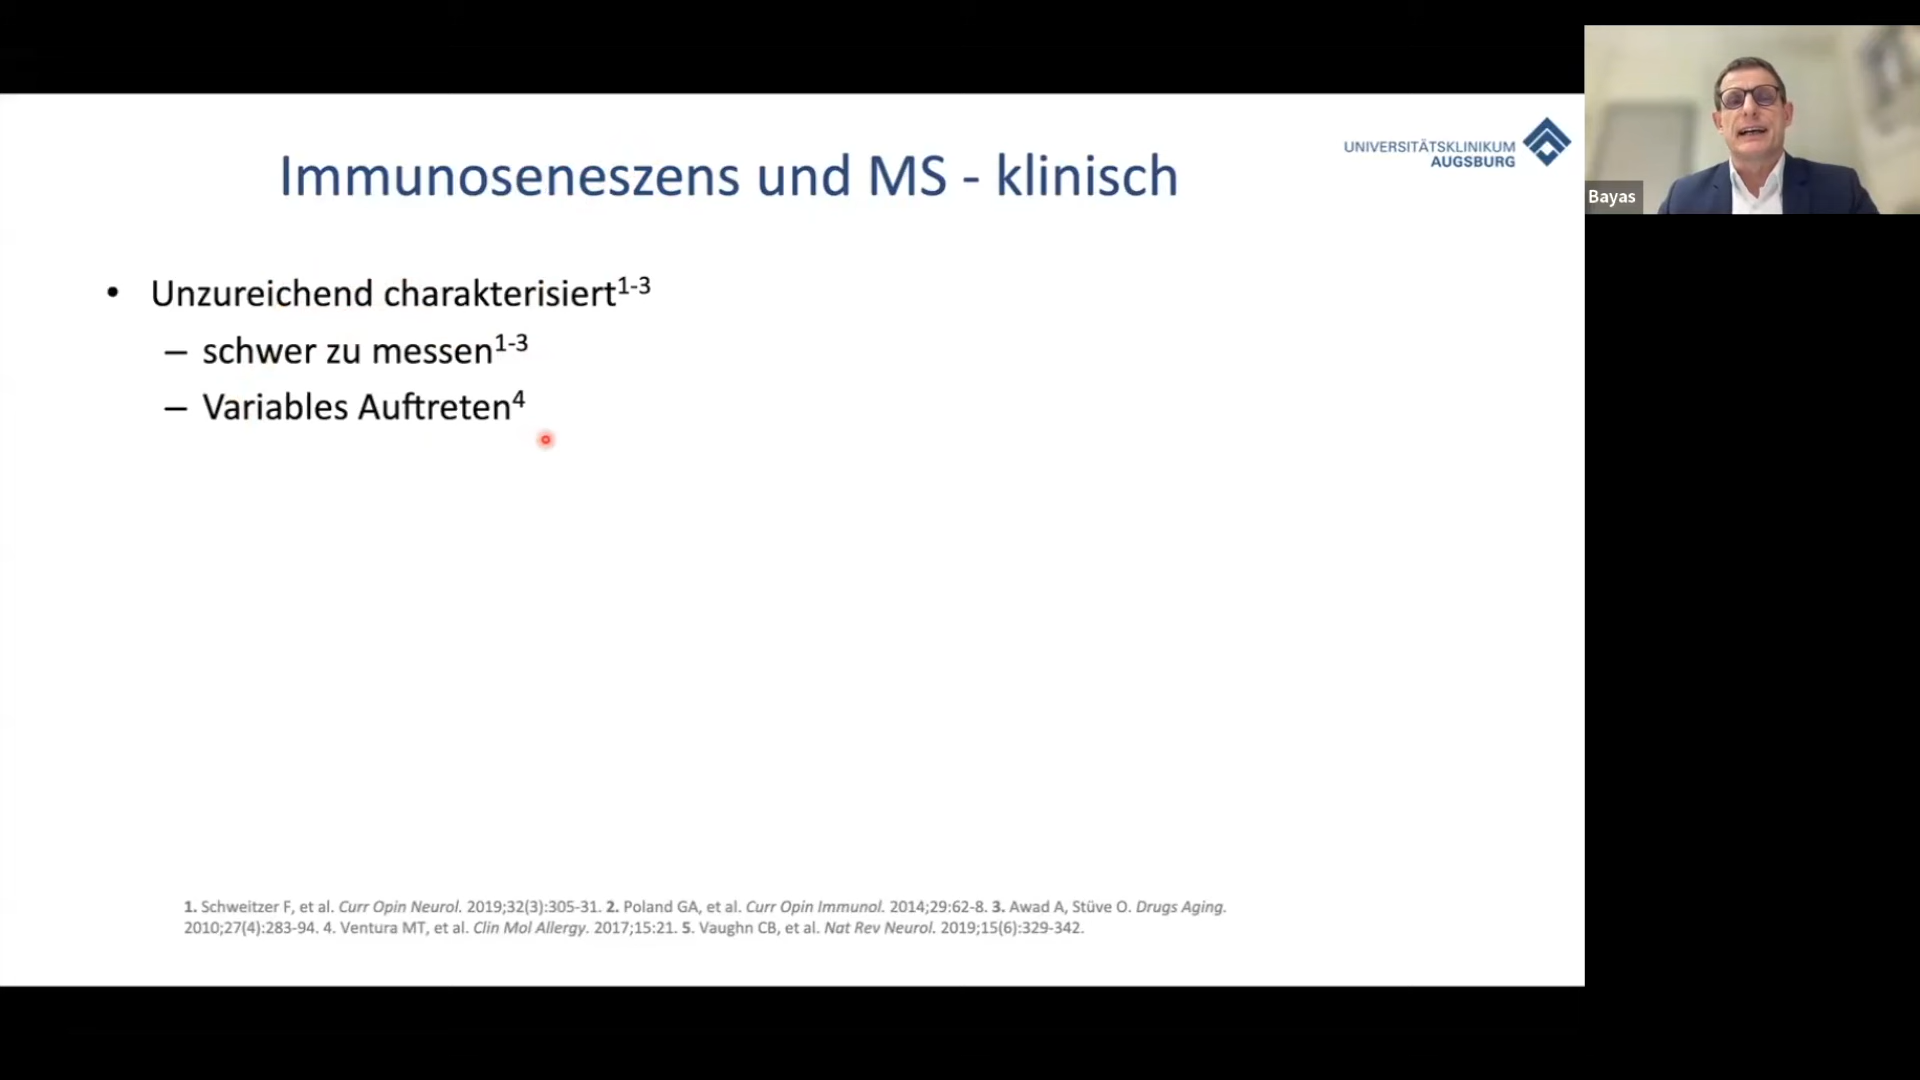 Immunoseneszens und MS - klinisch
UNIVERSITÄTSKLINIKUM
AUGSBURG
Bayas
• Unzureichend charakterisiert1-3
– schwer zu messen1-3
– Variables Auftreten4
1. Schweitzer F, et al. Curr Opin Neurol. 2019;32(3):305-31. 2. Poland GA, et al. Curr Opin Immunol. 2014;29:62-8. 3. Awad A, Stüve O. Drugs Aging.
2010;27(4):283-94. 4. Ventura MT, et al. Clin Mol Allergy. 2017;15:21. 5. Vaughn CB, et al. Nat Rev Neurol. 2019;15(6):329-342.